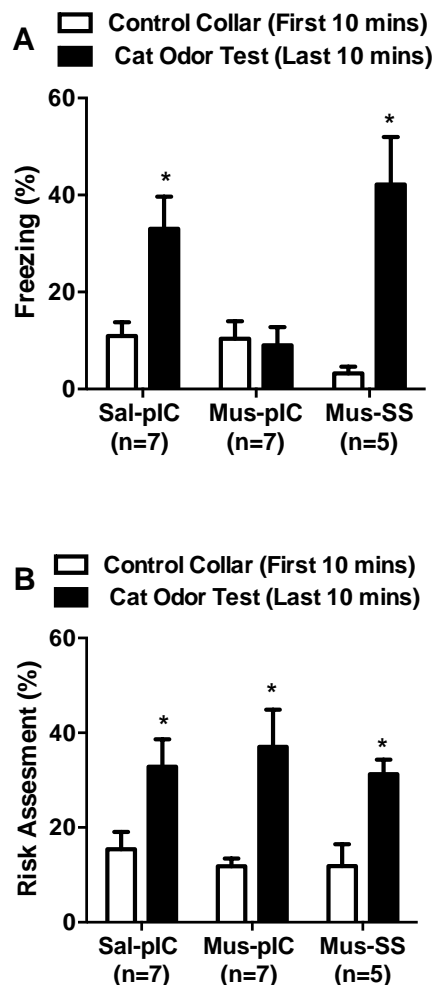 A
Control Collar (First 10 mins)
Cat Odor Test (Last 10 mins)
Freezing (%)
60
40
20
0
*
*
Sal-pIC Mus-pIC Mus-SS
(n=7) (n=7) (n=5)
B
Control Collar (First 10 mins)
Cat Odor Test (Last 10 mins)
Risk Assesment (%)
60
40
20
0
*
*
*
Sal-pIC Mus-pIC Mus-SS
(n=7) (n=7) (n=5)